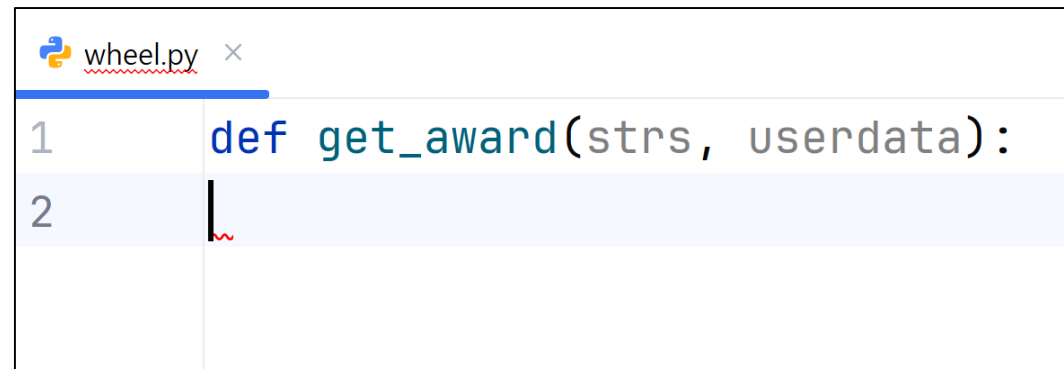 wheel.py ×
1 def get_award(strs, userdata):
2